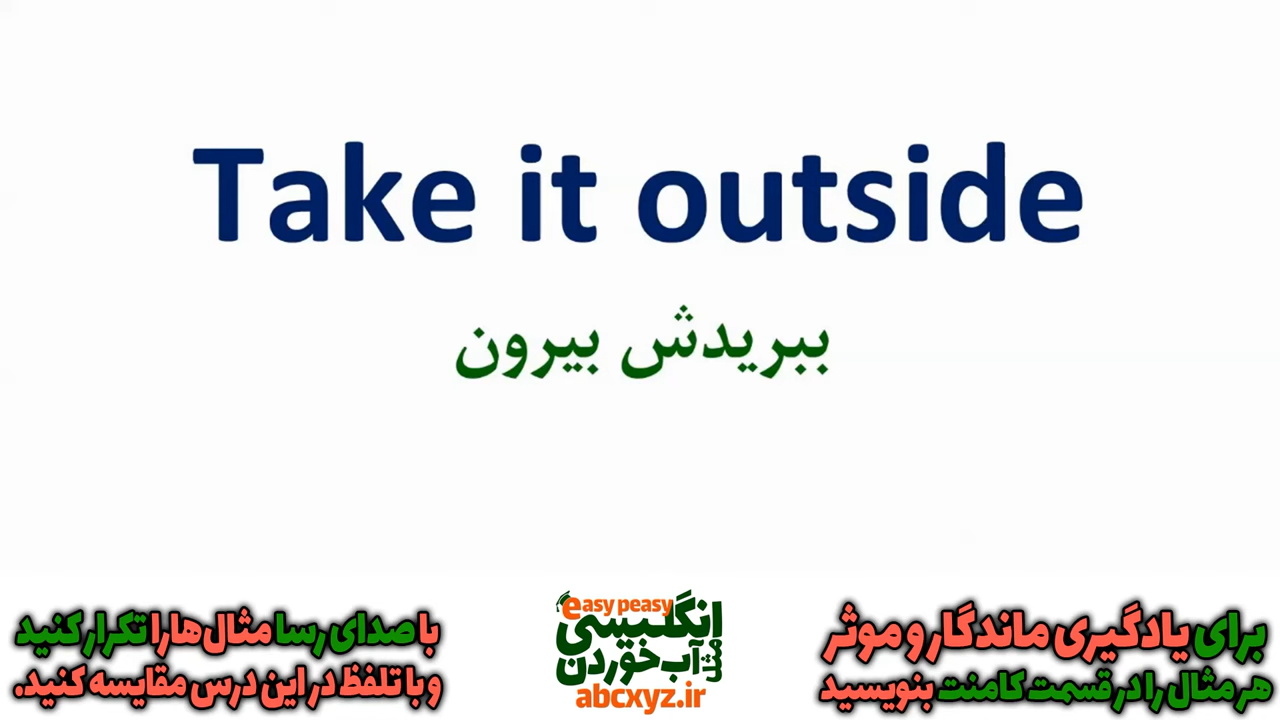 Take it outside
ببریدش بیرون
برای یادگیری ماندگار و موثر
هر مثال را در قسمت کامنت بنویسید
easy peasy
انگلیسی
مثل آب خوردن
abcxyz.ir
با صدای رسا مثال‌ها را تکرار کنید
و با تلفظ در این درس مقایسه کنید.